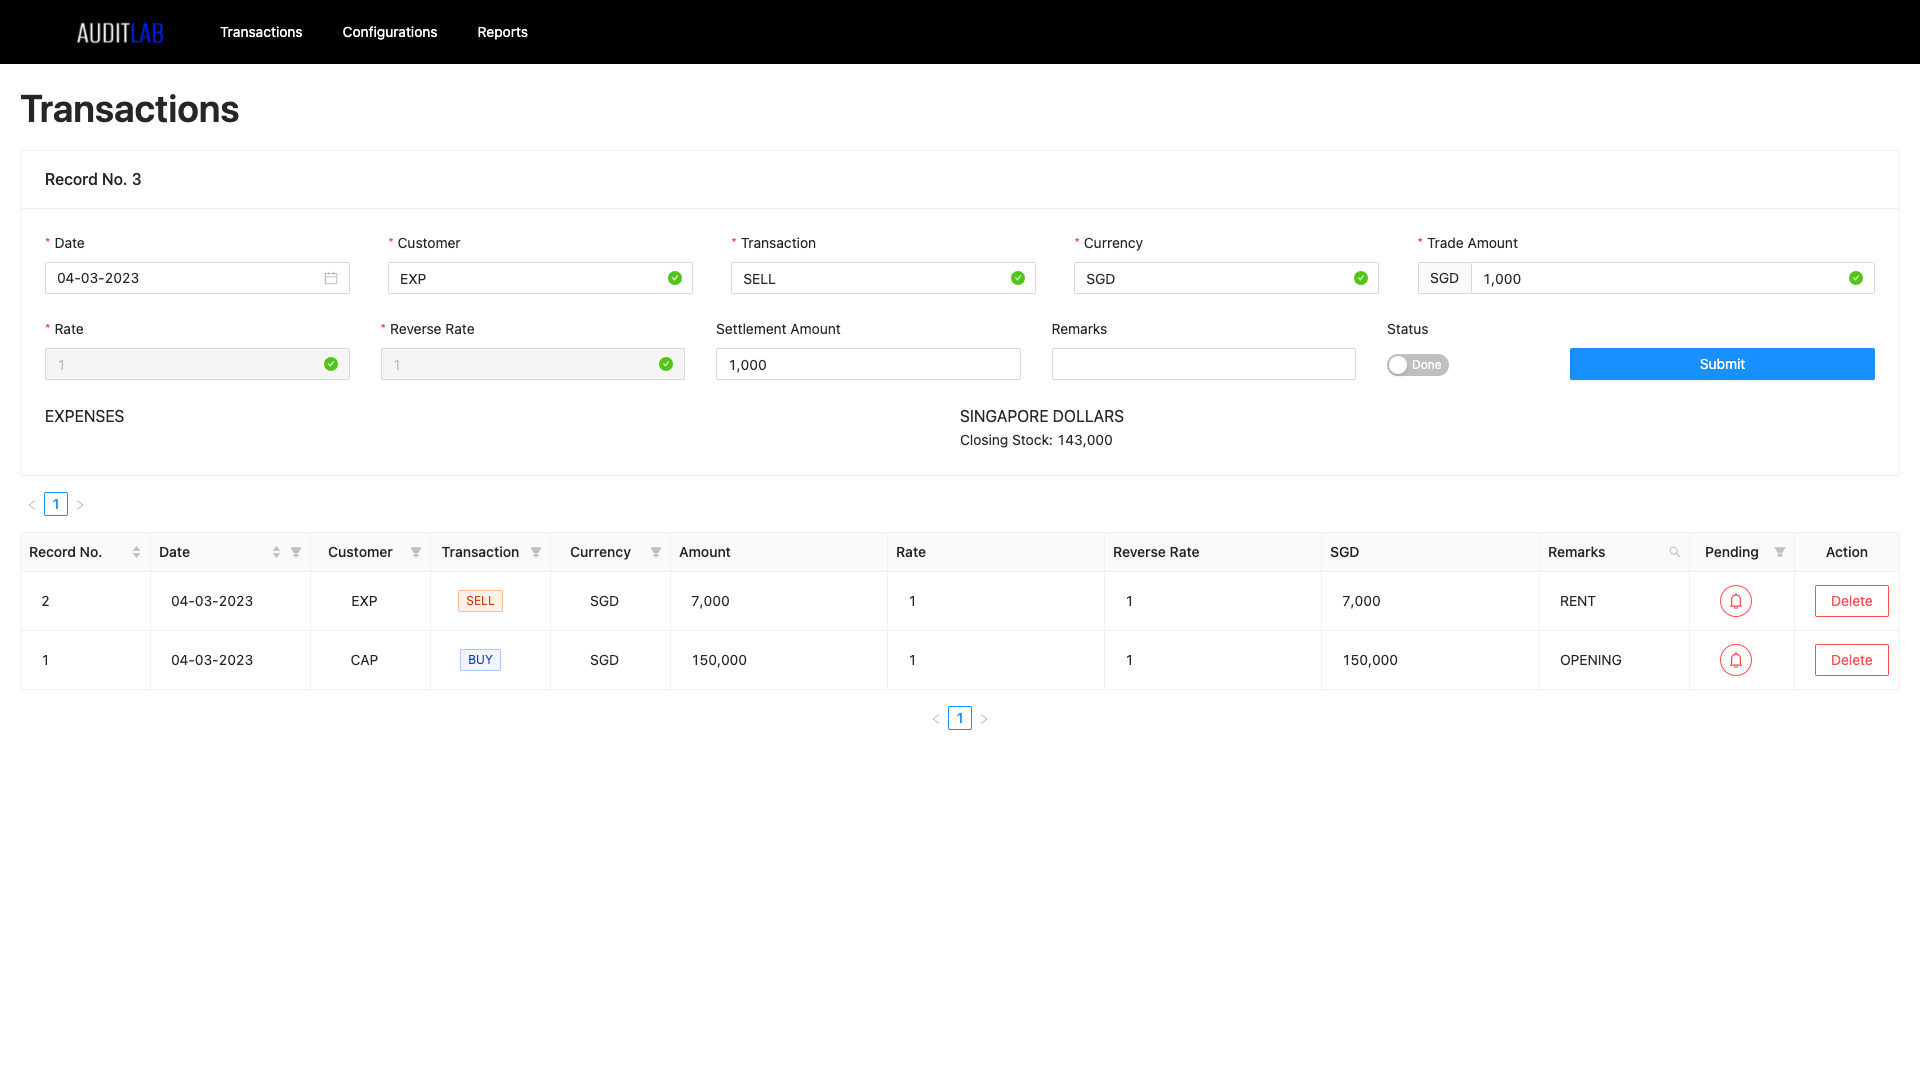 AUDITLAB Transactions Configurations Reports
Transactions
Record No. 3
* Date * Customer * Transaction * Currency * Trade Amount
04-03-2023 EXP SELL SGD SGD 1,000
* Rate * Reverse Rate Settlement Amount Remarks Status
1 1 1,000 Done Submit
EXPENSES SINGAPORE DOLLARS
Closing Stock: 143,000
< 1 >
Record No. Date Customer Transaction Currency Amount Rate Reverse Rate SGD Remarks Pending Action
2 04-03-2023 EXP SELL SGD 7,000 1 1 7,000 RENT Delete
1 04-03-2023 CAP BUY SGD 150,000 1 1 150,000 OPENING Delete
< 1 >